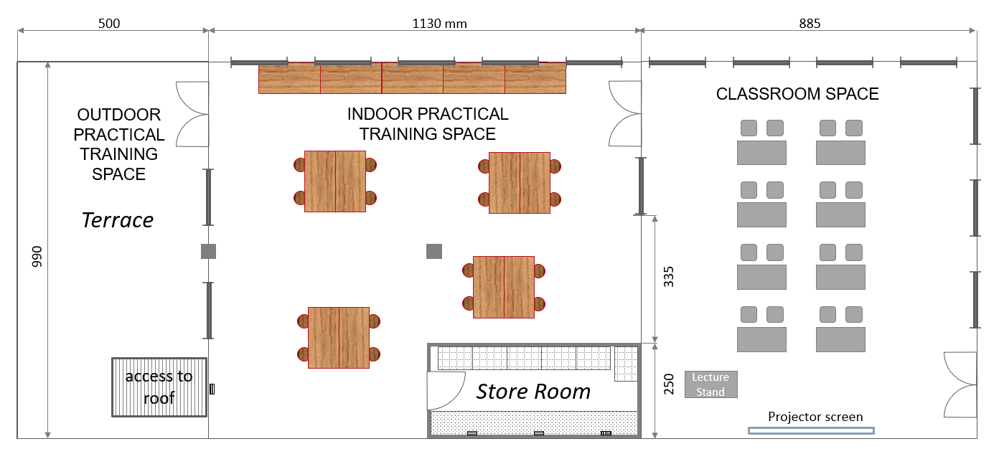 500
1130 mm
885
CLASSROOM SPACE
OUTDOOR
PRACTICAL
TRAINING
SPACE
INDOOR PRACTICAL
TRAINING SPACE
Terrace
990
335
access to
roof
Store Room
250
Lecture
Stand
Projector screen